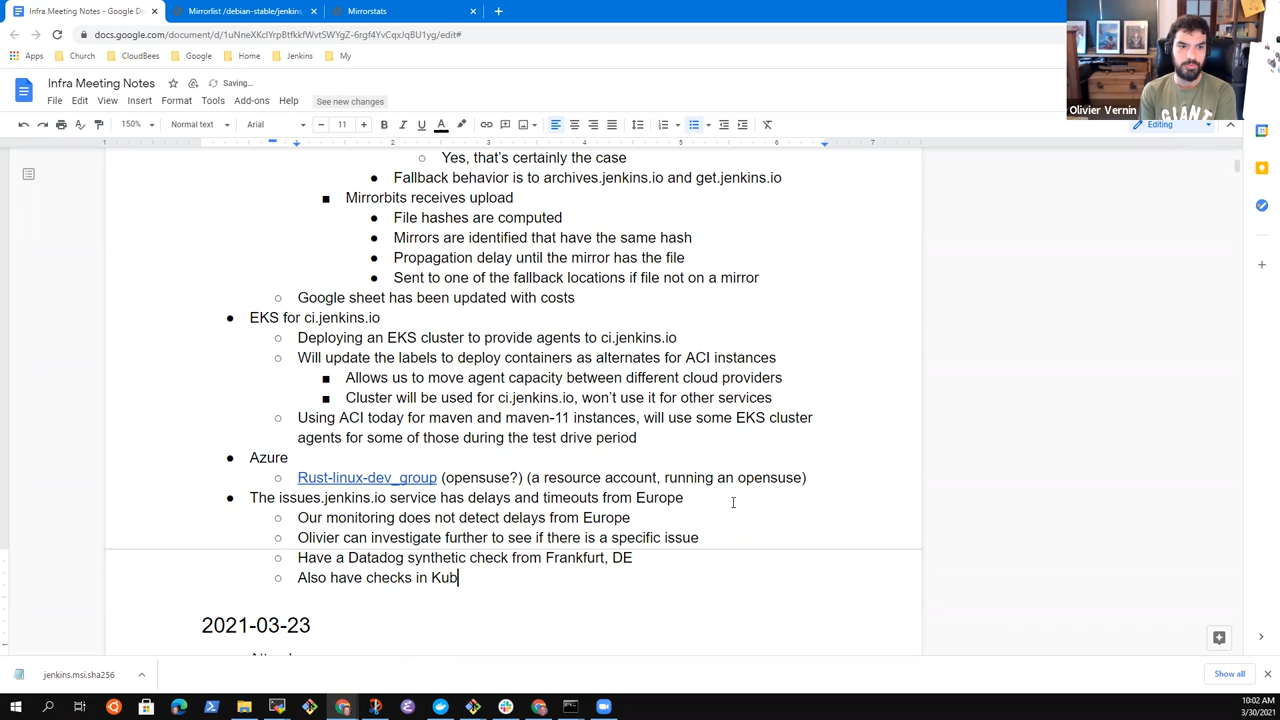 Infra Meeting Notes - Google Do
Mirrorlist /debian-stable/jenkins_
Mirrorstats
docs.google.com/document/d/1uNneXKclYrpBtfkkfWvtSWYgZ-6rgf4YvCqxJqBU1yg/edit#
Apps
Church
CloudBees
Google
Home
Jenkins
My
Infra Meeting Notes
Saving...
File Edit View Insert Format Tools Add-ons Help
See new changes
150%
Normal text
Arial
11
Editing
Olivier Vernin
GIANT
1 2 3 4 5 6 7
Yes, that's certainly the case
Fallback behavior is to archives.jenkins.io and get.jenkins.io
Mirrorbits receives upload
File hashes are computed
Mirrors are identified that have the same hash
Propagation delay until the mirror has the file
Sent to one of the fallback locations if file not on a mirror
Google sheet has been updated with costs
EKS for ci.jenkins.io
Deploying an EKS cluster to provide agents to ci.jenkins.io
Will update the labels to deploy containers as alternates for ACI instances
Allows us to move agent capacity between different cloud providers
Cluster will be used for ci.jenkins.io, won't use it for other services
Using ACI today for maven and maven-11 instances, will use some EKS cluster
agents for some of those during the test drive period
Azure
Rust-linux-dev_group (opensuse?) (a resource account, running an opensuse)
The issues.jenkins.io service has delays and timeouts from Europe
Our monitoring does not detect delays from Europe
Olivier can investigate further to see if there is a specific issue
Have a Datadog synthetic check from Frankfurt, DE
Also have checks in Kub
2021-03-23
jenkins.msi.sha256
Show all
10:02 AM
3/30/2021